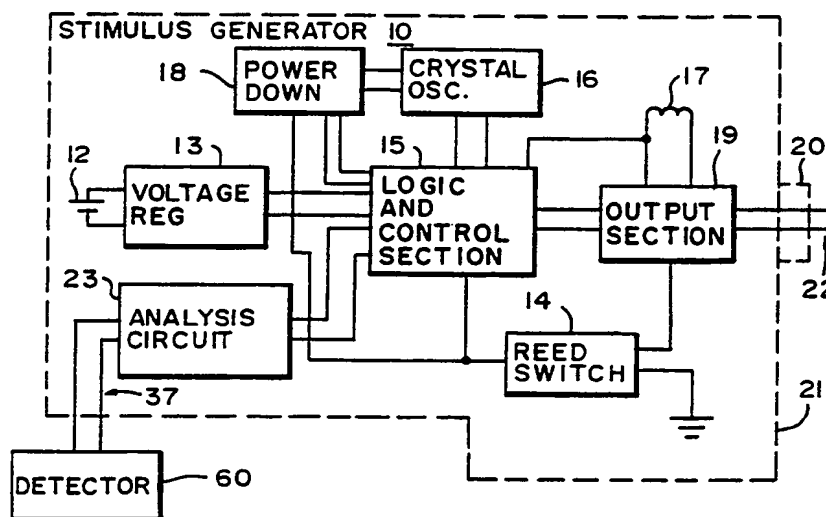 STIMULUS GENERATOR 10
18
POWER
DOWN
CRYSTAL
OSC.
16
17
12
13
VOLTAGE
REG
15
LOGIC
AND
CONTROL
SECTION
19
OUTPUT
SECTION
20
22
23
ANALYSIS
CIRCUIT
14
REED
SWITCH
37
21
DETECTOR
60